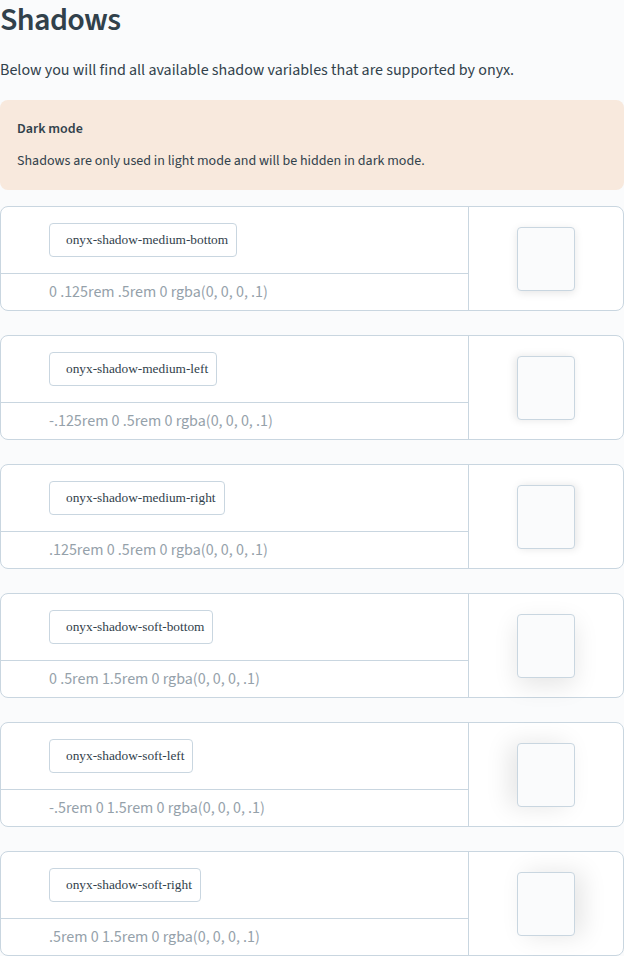 Shadows
Below you will find all available shadow variables that are supported by onyx.
Dark mode
Shadows are only used in light mode and will be hidden in dark mode.
onyx-shadow-medium-bottom
0 .125rem .5rem 0 rgba(0, 0, 0, .1)
onyx-shadow-medium-left
-.125rem 0 .5rem 0 rgba(0, 0, 0, .1)
onyx-shadow-medium-right
.125rem 0 .5rem 0 rgba(0, 0, 0, .1)
onyx-shadow-soft-bottom
0 .5rem 1.5rem 0 rgba(0, 0, 0, .1)
onyx-shadow-soft-left
-.5rem 0 1.5rem 0 rgba(0, 0, 0, .1)
onyx-shadow-soft-right
.5rem 0 1.5rem 0 rgba(0, 0, 0, .1)